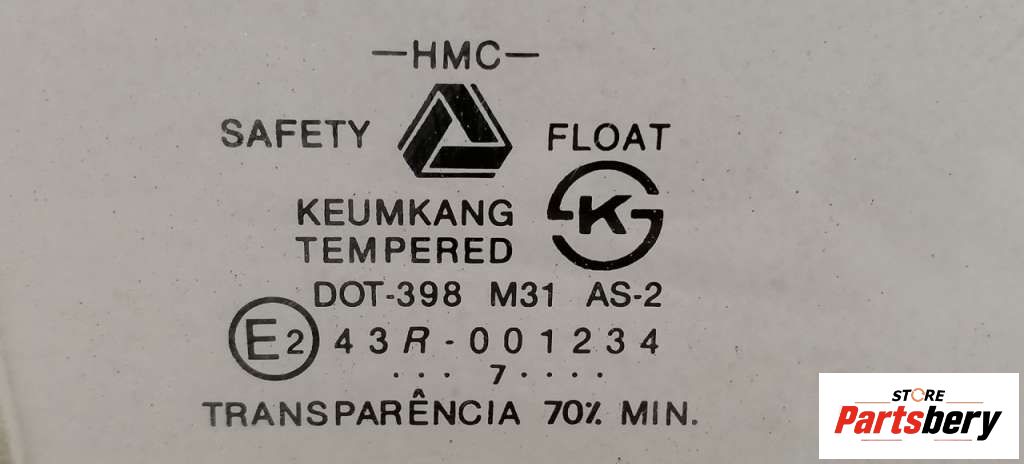 —HMC—
SAFETY FLOAT
KEUMKANG
TEMPERED
K
DOT-398 M31 AS-2
E2 43R-001234
... 7 ....
TRANSPARÊNCIA 70% MIN.
STORE
Partsbery